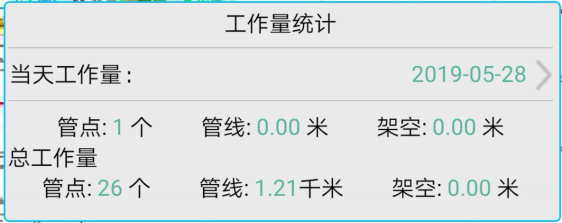 工作量统计
当天工作量: 2019-05-28
管点: 1 个 管线: 0.00 米 架空: 0.00 米
总工作量
管点: 26 个 管线: 1.21千米 架空: 0.00 米